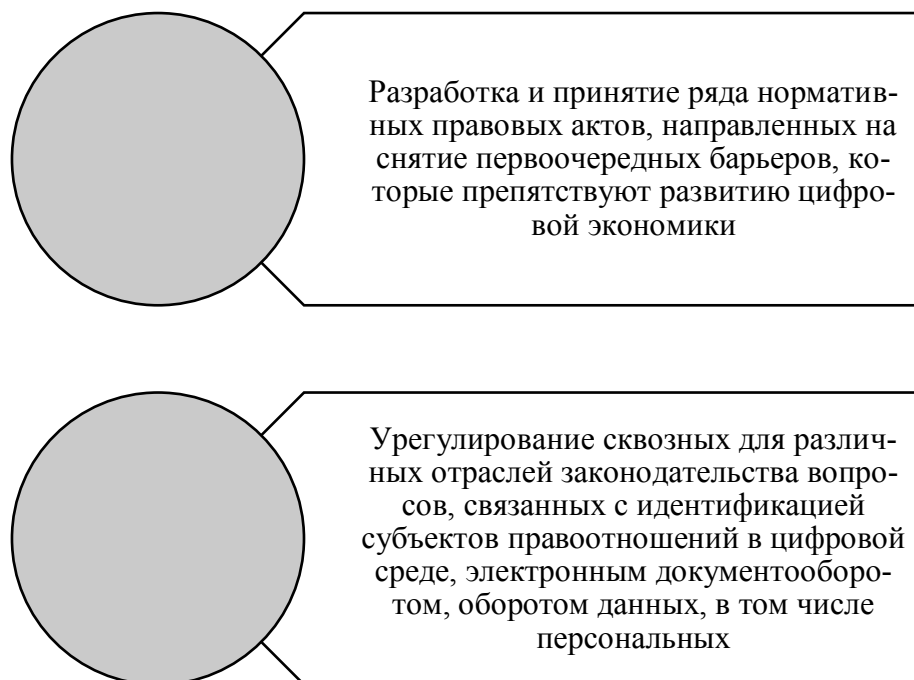 Разработка и принятие ряда норматив-
ных правовых актов, направленных на
снятие первоочередных барьеров, ко-
торые препятствуют развитию цифро-
вой экономики
Урегулирование сквозных для различ-
ных отраслей законодательства вопро-
сов, связанных с идентификацией
субъектов правоотношений в цифровой
среде, электронным документооборо-
том, оборотом данных, в том числе
персональных